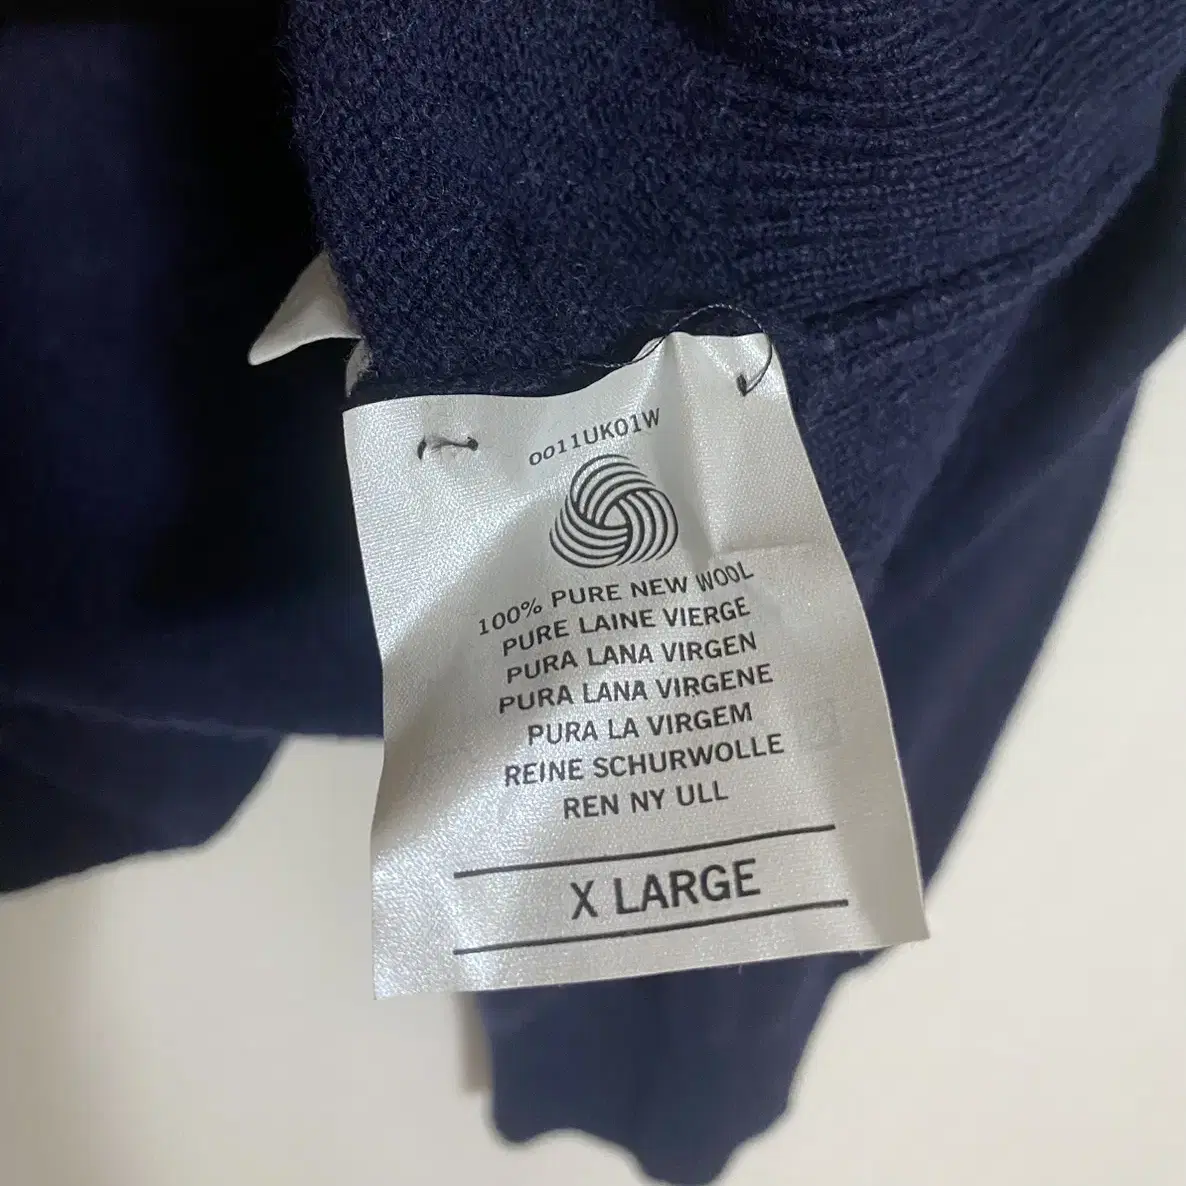 0011UK01W
100% PURE NEW WOOL
PURE LAINE VIERGE
PURA LANA VIRGEN
PURA LANA VIRGENE
PURA LA VIRGEM
REINE SCHURWOLLE
REN NY ULL
X LARGE